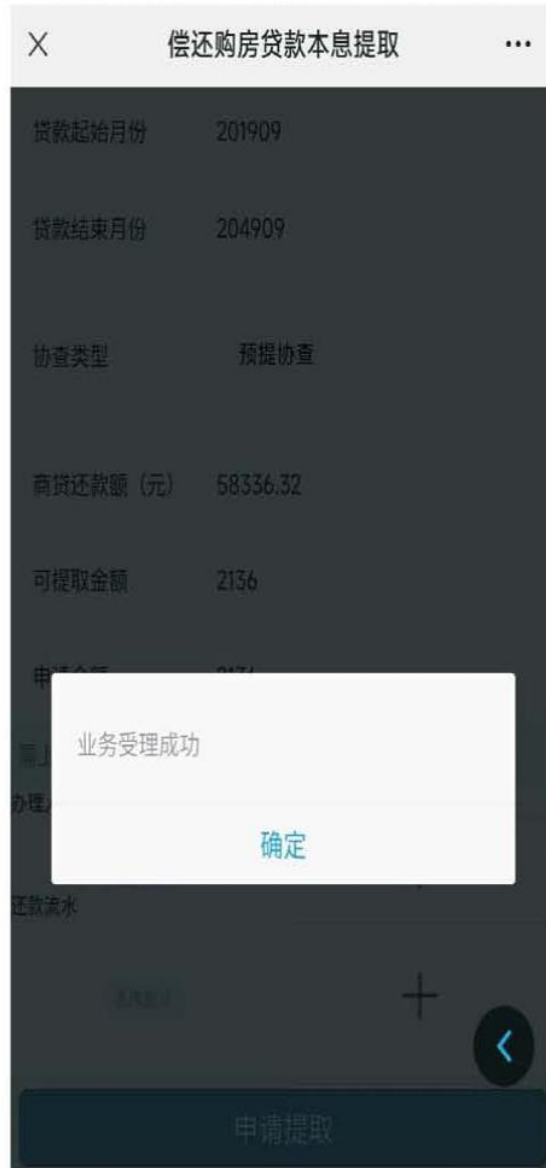 偿还购房贷款本息提取
贷款起始月份 201909
贷款结束月份 204909
协查类型 预提协查
商贷还款额（元） 58336.32
可提取金额 2136
业务受理成功
办理
确定
还款流水
申请提取